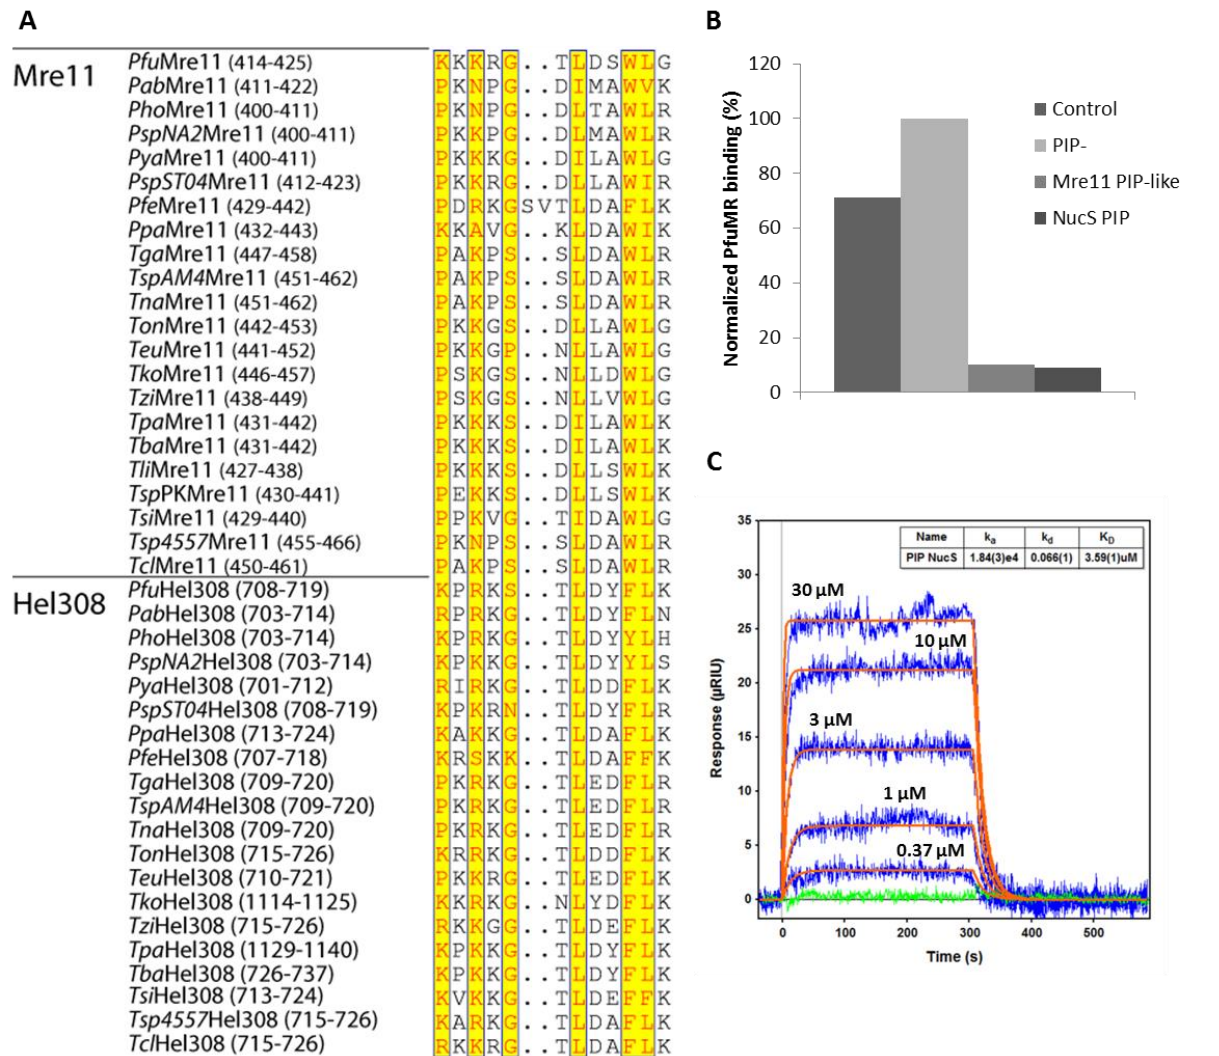 A
Mre11
PfuMre11 (414-425) KKKRG..TLDSWLG
PabMre11 (411-422) PKNPG..DIMAWVK
PhoMre11 (400-411) PKNPG..DLTAWLR
PspNA2Mre11 (400-411) PKKPG..DLMAWLR
PyaMre11 (400-411) PKKKG..DILAWLG
PspST04Mre11 (412-423) PKKRG..DLLAWIR
PfeMre11 (429-442) PDRKGSVTLDAFLK
PpaMre11 (432-443) KKAVG..KLDAWIK
TgaMre11 (447-458) PAKPS..SLDAWLR
TspAM4Mre11 (451-462) PAKPS..SLDAWLR
TnaMre11 (451-462) PAKPS..SLDAWLR
TonMre11 (442-453) PKKGS..DLLAWLG
TeuMre11 (441-452) PKKGP..NLLAWLG
TkoMre11 (446-457) PSKGS..NLLDWLG
TziMre11 (438-449) PSKGS..NLLVWLG
TpaMre11 (431-442) PKKKS..DILAWLK
TbaMre11 (431-442) PKKKS..DILAWLK
TliMre11 (427-438) PKKKS..DLLSWLK
TspPKMre11 (430-441) PEKKS..DLLSWLK
TsiMre11 (429-440) PPKVG..TIDAWLG
Tsp4557Mre11 (455-466) PKNPS..TLDSWLR
TclMre11 (450-461) PAKPS..SLDAWLR
Hel308
PfuHel308 (708-719) KPRKS..TLDYFLK
PabHel308 (703-714) RPRKG..TLDYFLN
PhoHel308 (703-714) KPRKG..TLDYYLH
PspNA2Hel308 (703-714) KPKKG..TLDYYLS
PyaHel308 (701-712) RIRKG..TLDDFLK
PspST04Hel308 (708-719) KPKRN..TLDYFLR
PpaHel308 (713-724) KAKKG..TLDAFLK
PfeHel308 (707-718) KRSKK..TLDAFFK
TgaHel308 (709-720) PKRKG..TLEDFLR
TspAM4Hel308 (709-720) PKRKG..TLEDFLR
TnaHel308 (709-720) PKRKG..TLEDFLR
TonHel308 (715-726) KRRKG..TLDDFLK
TeuHel308 (710-721) PKKRG..TLEDFLK
TkoHel308 (1114-1125) KKRKG..NLYDFLK
TziHel308 (715-726) RKKGG..TLDEFLK
TpaHel308 (1129-1140) KPKKG..TLDYFLK
TbaHel308 (726-737) KPKKG..TLDYFLK
TsiHel308 (713-724) KVKKG..TLDEFFK
Tsp4557Hel308 (715-726) KARKG..TLDAFLK
TclHel308 (715-726) RKKRG..TLDAFLK
B
Normalized PfuMR binding (%)
120
100
80
60
40
20
0
Control
PIP-
Mre11 PIP-like
NucS PIP
C
Response (µRIU)
35
30
25
20
15
10
5
0
Name ka kd KD
PIP NucS 1.84(3)e4 0.066(1) 3.59(1)uM
30 µM
10 µM
3 µM
1 µM
0.37 µM
0 100 200 300 400 500
Time (s)